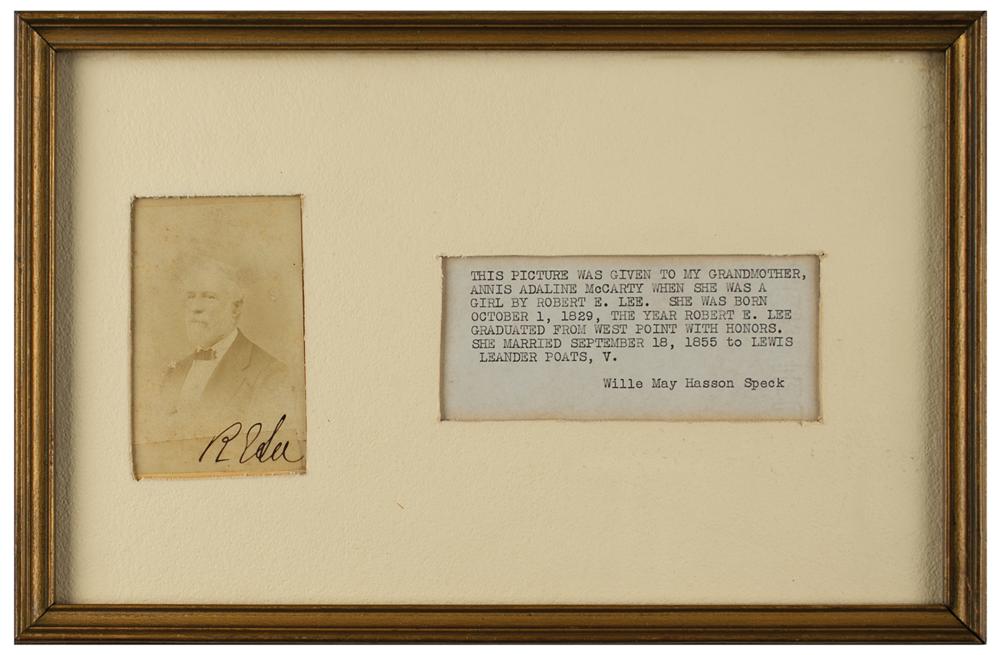 R E Lee
THIS PICTURE WAS GIVEN TO MY GRANDMOTHER,
ANNIS ADALINE McCARTY WHEN SHE WAS A
GIRL BY ROBERT E. LEE. SHE WAS BORN
OCTOBER 1, 1829, THE YEAR ROBERT E. LEE
GRADUATED FROM WEST POINT WITH HONORS.
SHE MARRIED SEPTEMBER 18, 1855 to LEWIS
LEANDER POATS, V.
Wille May Hasson Speck